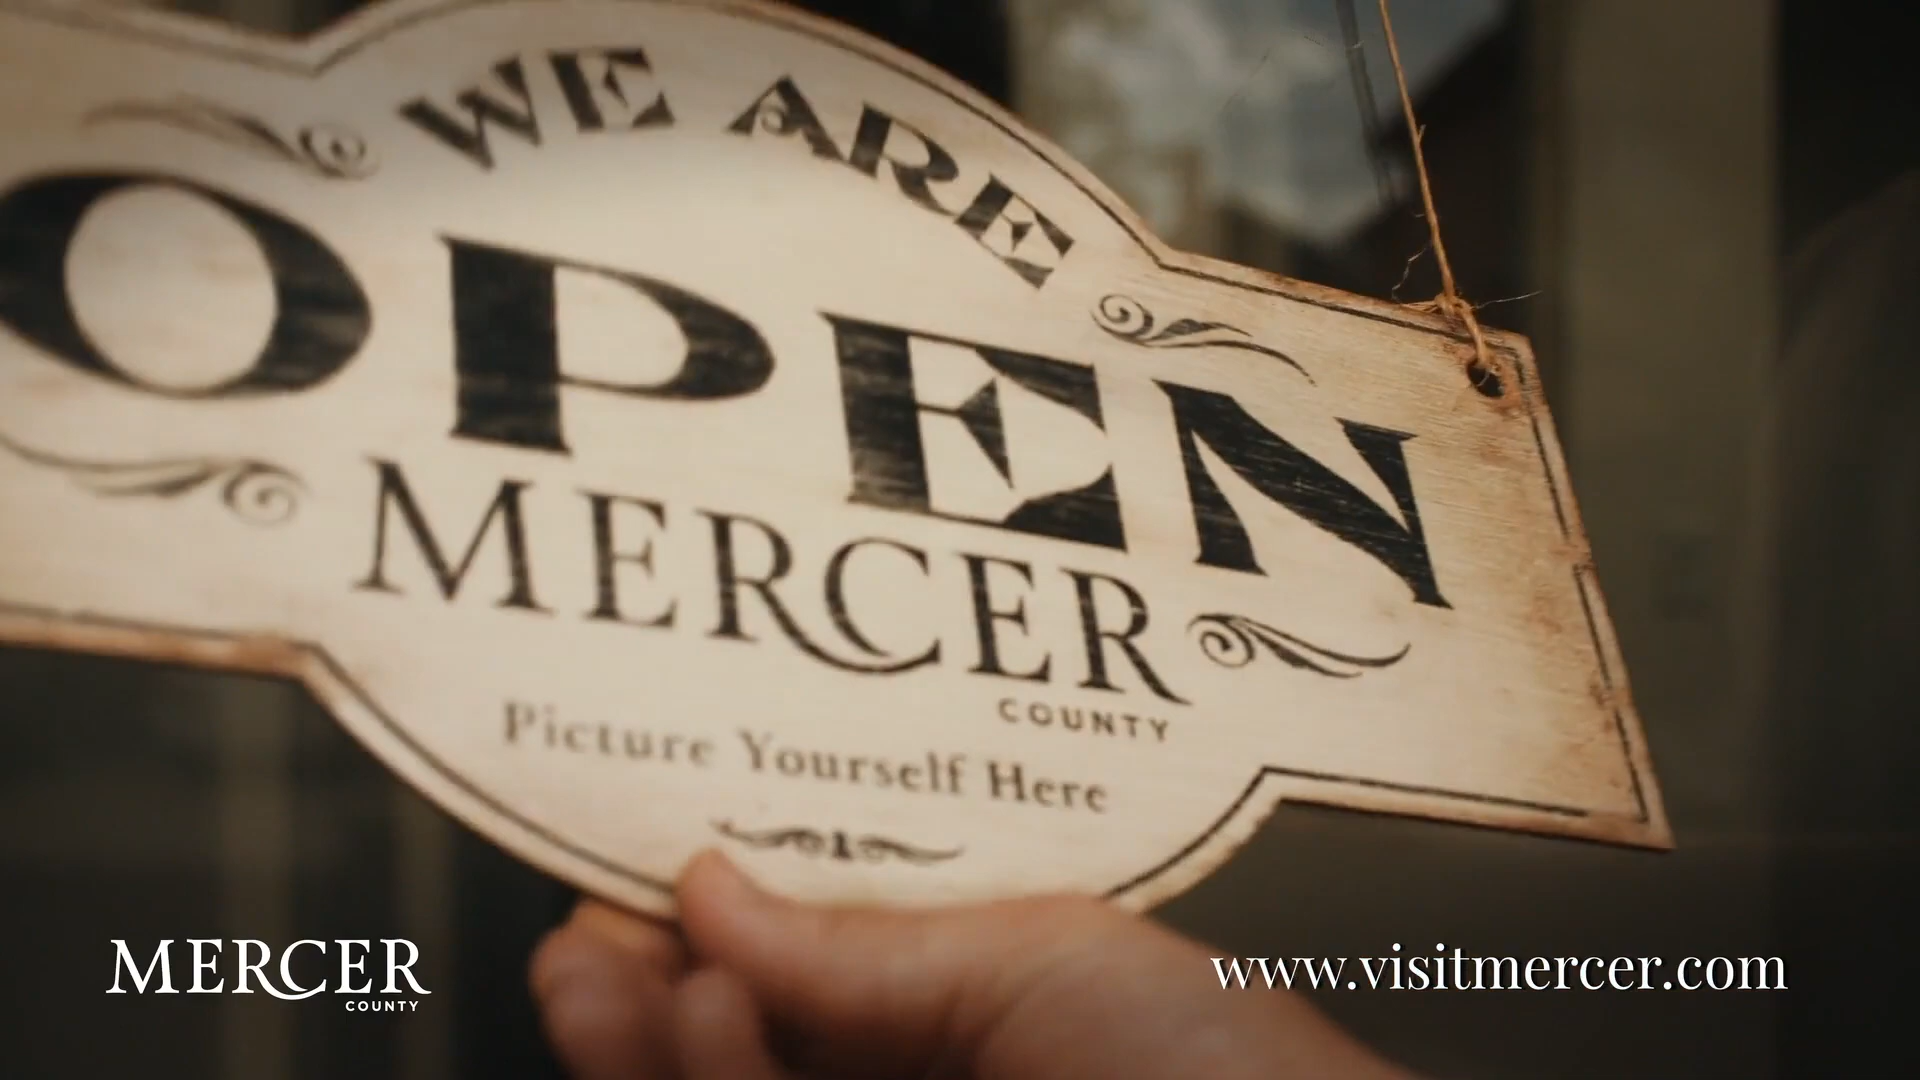 WE ARE
OPEN
MERCER
COUNTY
Picture Yourself Here
MERCER
COUNTY
www.visitmercer.com